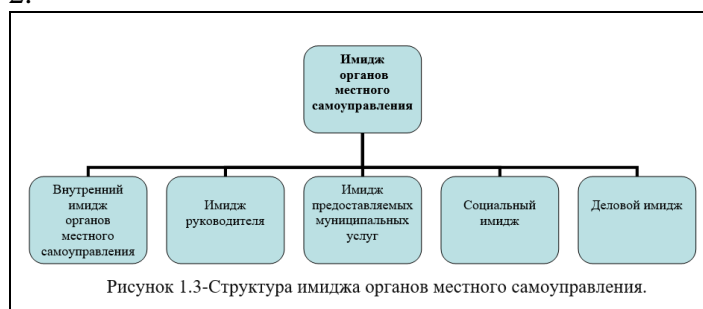 2.
Имидж
органов
местного
самоуправления
Внутренний
имидж
органов
местного
самоуправления
Имидж
руководителя
Имидж
предоставляемых
муниципальных
услуг
Социальный
имидж
Деловой имидж
Рисунок 1.3-Структура имиджа органов местного самоуправления.